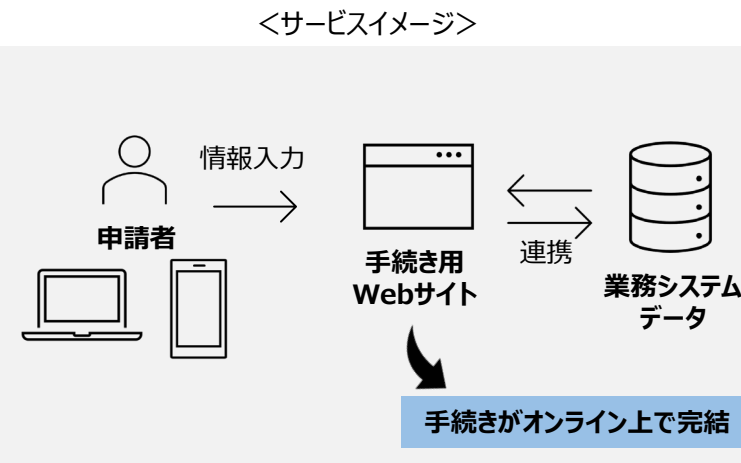 ＜サービスイメージ＞
情報入力
申請者
手続き用
Webサイト
連携
業務システム
データ
手続きがオンライン上で完結